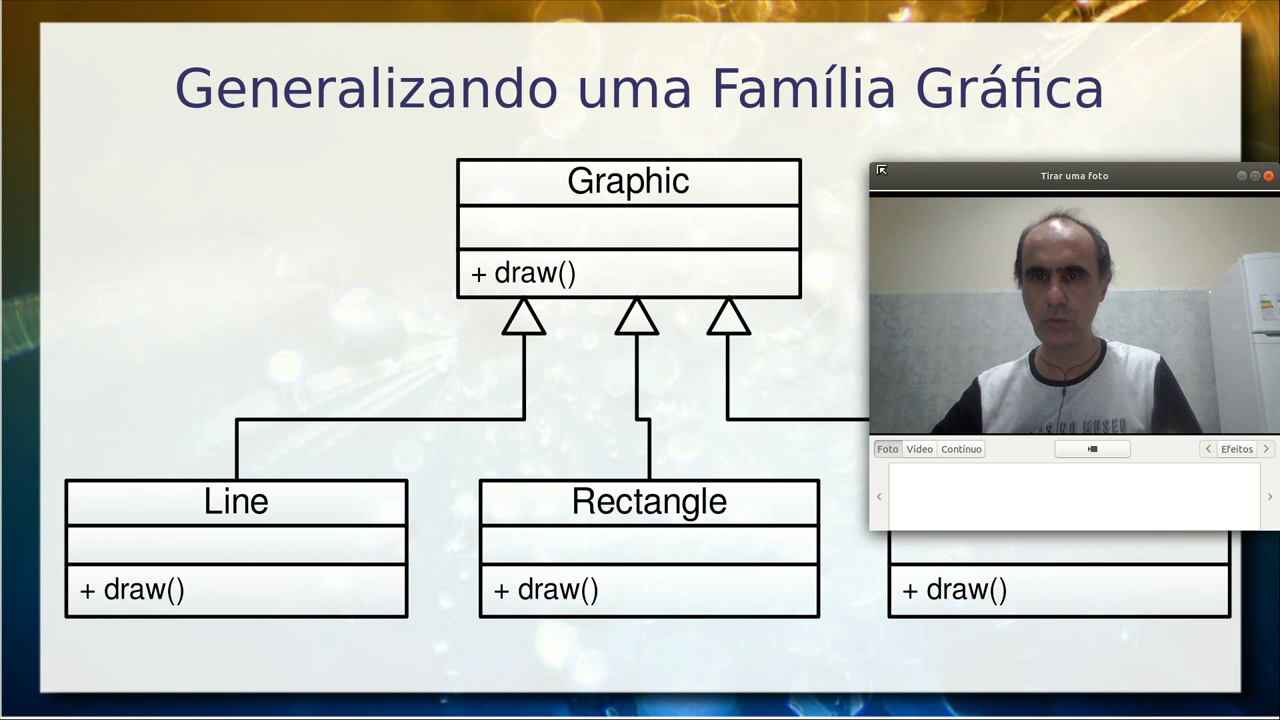 Generalizando uma Família Gráfica
Graphic
+ draw()
Tirar uma foto
Foto Vídeo Contínuo
Efeitos
Line
+ draw()
Rectangle
+ draw()
+ draw()